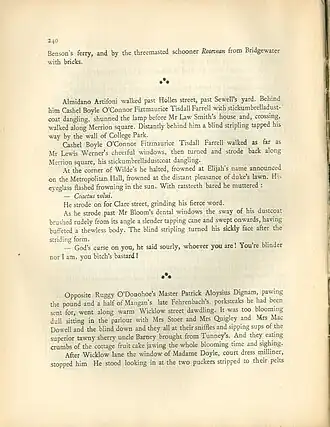 240
Benson's ferry, and by the threemasted schooner Rosevean from Bridgewater
with bricks.
Almidano Artifoni walked past Holles street, past Sewell's yard. Behind
him Cashel Boyle O'Connor Fitzmaurice Tisdall Farrell with stickumbrelladust-
coat dangling, shunned the lamp before Mr Law Smith's house and, crossing,
walked along Merrion square. Distantly behind him a blind stripling tapped his
way by the wall of College Park.
Cashel Boyle O'Connor Fitzmaurice Tisdall Farrell walked as far as
Mr Lewis Werner's cheerful windows, then turned and strode back along
Merrion square, his stickumbrelladustcoat dangling.
At the corner of Wilde's he halted, frowned at Elijah's name announced
on the Metropolitan Hall, frowned at the distant pleasance of duke's lawn. His
eyeglass flashed frowning in the sun. With ratsteeth bared he muttered :
— Coactus volui.
He strode on for Clare street, grinding his fierce word.
As he strode past Mr Bloom's dental windows the sway of his dustcoat
brushed rudely from its angle a slender tapping cane and swept onwards, having
buffeted a thewless body. The blind stripling turned his sickly face after the
striding form.
— God's curse on you, he said sourly, whoever you are! You're blinder
nor I am, you bitch's bastard!
Opposite Ruggy O'Donohoe's Master Patrick Aloysius Dignam, pawing
the pound and a half of Mangan's, late Fehrenbach's, porksteaks he had been
sent for, went along warm Wicklow street dawdling. It was too blooming
dull sitting in the parlour with Mrs Stoer and Mrs Quigley and Mrs Mac
Dowell and the blind down and they all at their sniffles and sipping sups of the
superior tawny sherry uncle Barney brought from Tunney's. And they eating
crumbs of the cottage fruit cake jawing the whole blooming time and sighing.
After Wicklow lane the window of Madame Doyle, court dress milliner,
stopped him. He stood looking in at the two puckers stripped to their pelts